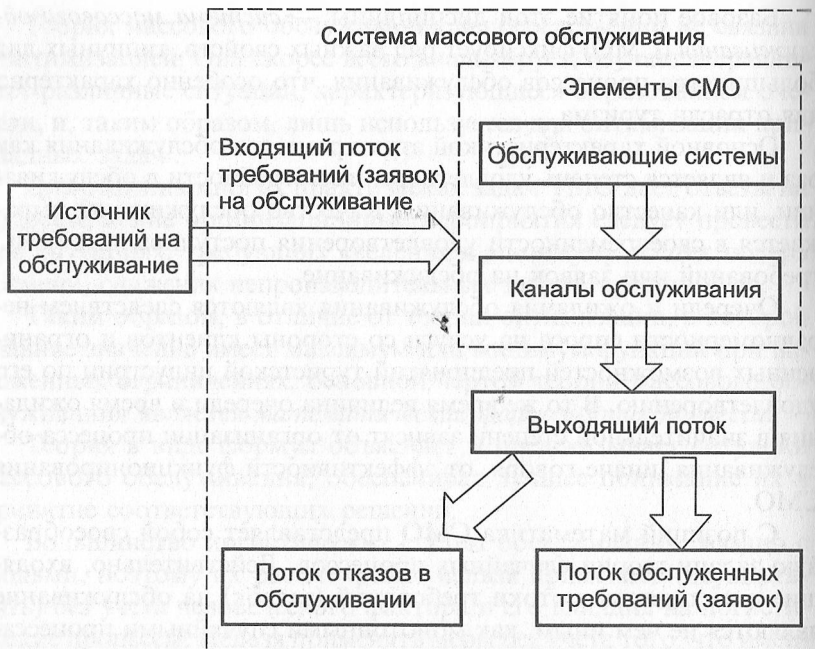 Система массового обслуживания
Элементы СМО
Входящий поток
требований (заявок)
на обслуживание
Обслуживающие системы
Источник
требований на
обслуживание
Каналы обслуживания
Выходящий поток
Поток отказов в
обслуживании
Поток обслуженных
требований (заявок)